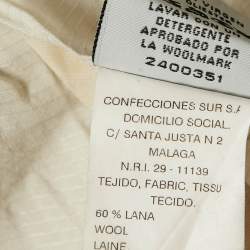 LAVAR CON
DETERGENTE
APROBADO POR
LA WOOLMARK
2400351
CONFECCIONES SUR S.A
DOMICILIO SOCIAL.
C/ SANTA JUSTA N 2
MALAGA
N.R.I. 29 - 11139
TEJIDO, FABRIC, TISSU
TECIDO.
60 % LANA
WOOL
LAINE